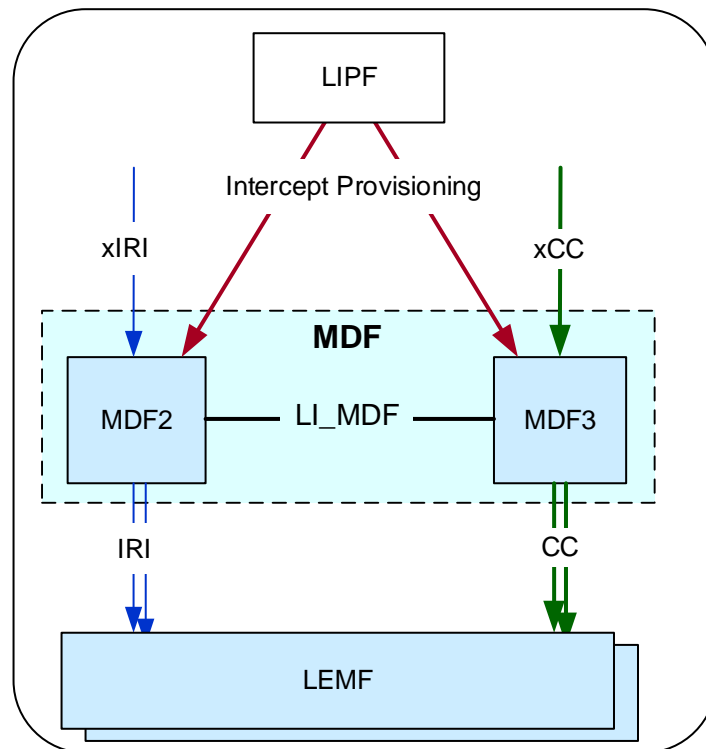 LIPF
Intercept Provisioning
xIRI
xCC
MDF
MDF2
LI_MDF
MDF3
IRI
CC
LEMF